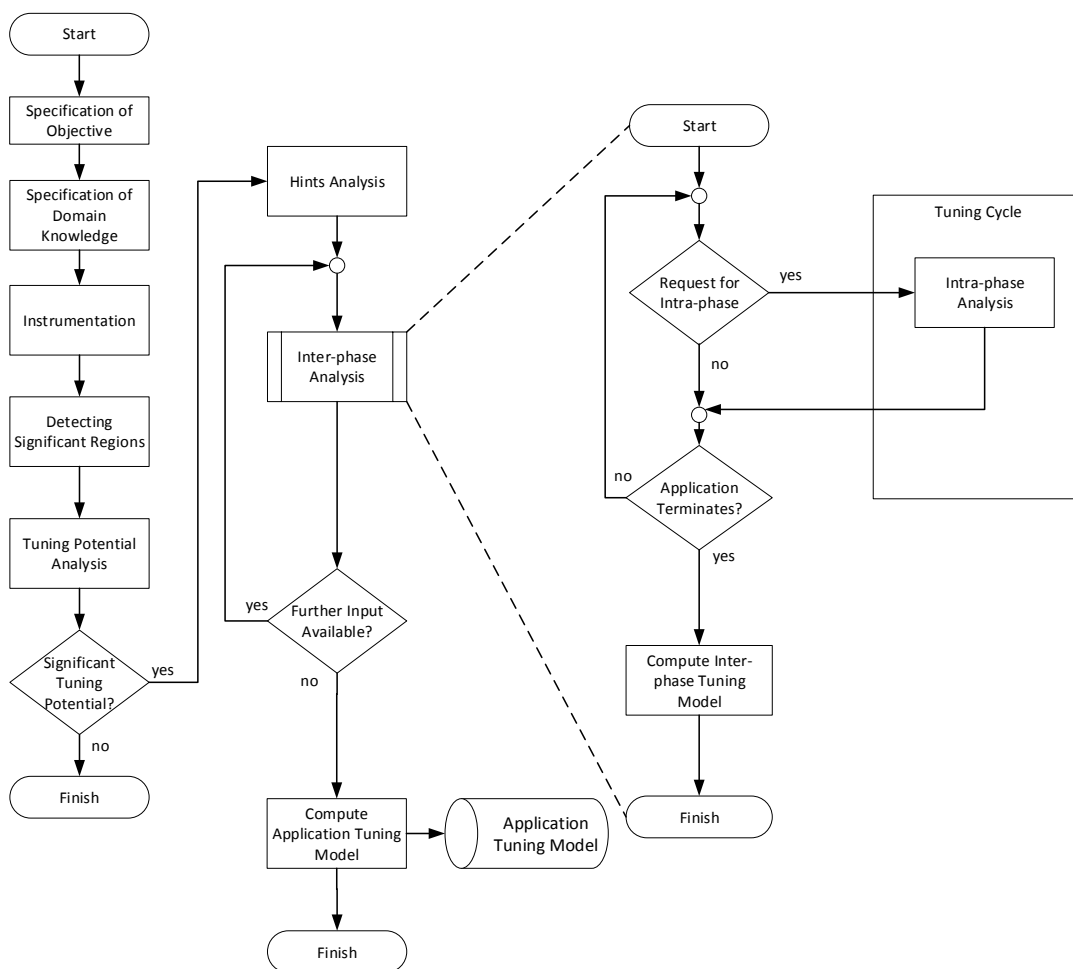 Start
Specification of
Objective
Specification of
Domain
Knowledge
Instrumentation
Detecting
Significant Regions
Tuning Potential
Analysis
Significant
Tuning
Potential?
yes
no
Finish
Hints Analysis
Inter-phase
Analysis
Further Input
Available?
yes
no
Compute
Application Tuning
Model
Application
Tuning Model
Finish
Start
Request for
Intra-phase
yes
no
Tuning Cycle
Intra-phase
Analysis
Application
Terminates?
no
yes
Compute Inter-
phase Tuning
Model
Finish